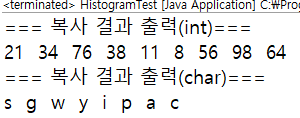 <terminated> HistogramTest [Java Application] C:\Prog
=== 복사 결과 출력(int)===
21 34 76 38 11 8 56 98 64
=== 복사 결과 출력(char)===
s g w y i p a c